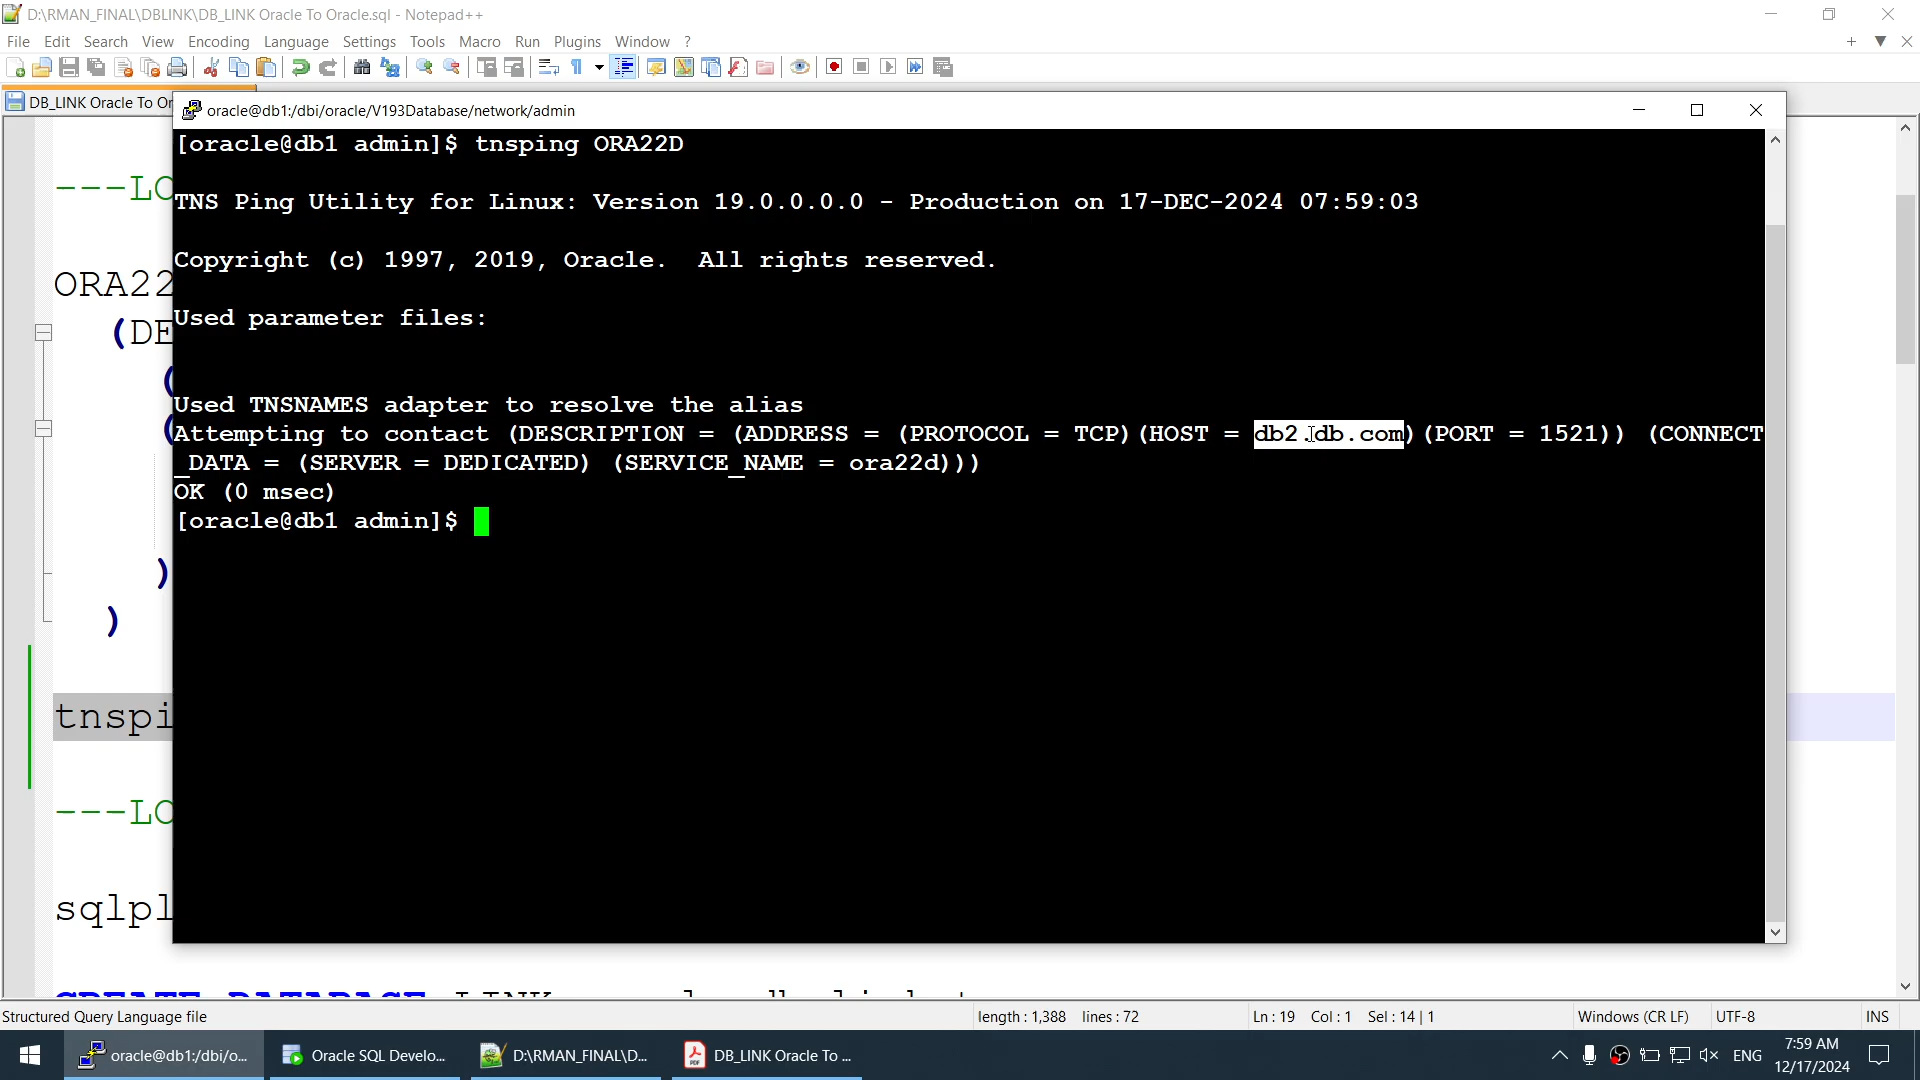 D:\RMAN_FINAL\DBLINK\DB_LINK Oracle To Oracle.sql - Notepad++
File Edit Search View Encoding Language Settings Tools Macro Run Plugins Window ?
DB_LINK Oracle To Or
oracle@db1:/dbi/oracle/V193Database/network/admin
[oracle@db1 admin]$ tnsping ORA22D
---LO
TNS Ping Utility for Linux: Version 19.0.0.0.0 - Production on 17-DEC-2024 07:59:03
Copyright (c) 1997, 2019, Oracle.  All rights reserved.
ORA22
Used parameter files:
(DE
(
Used TNSNAMES adapter to resolve the alias
(
Attempting to contact (DESCRIPTION = (ADDRESS = (PROTOCOL = TCP)(HOST = db2.db.com)(PORT = 1521)) (CONNECT
_DATA = (SERVER = DEDICATED) (SERVICE_NAME = ora22d)))
OK (0 msec)
[oracle@db1 admin]$
)
)
tnspi
---LO
sqlpl
CREATE DATABASE LINK
Structured Query Language file length : 1,388 lines : 72 Ln : 19 Col : 1 Sel : 14 | 1 Windows (CR LF) UTF-8 INS
oracle@db1:/dbi/o... Oracle SQL Develo... D:\RMAN_FINAL\D... DB_LINK Oracle To ... ENG 7:59 AM
12/17/2024